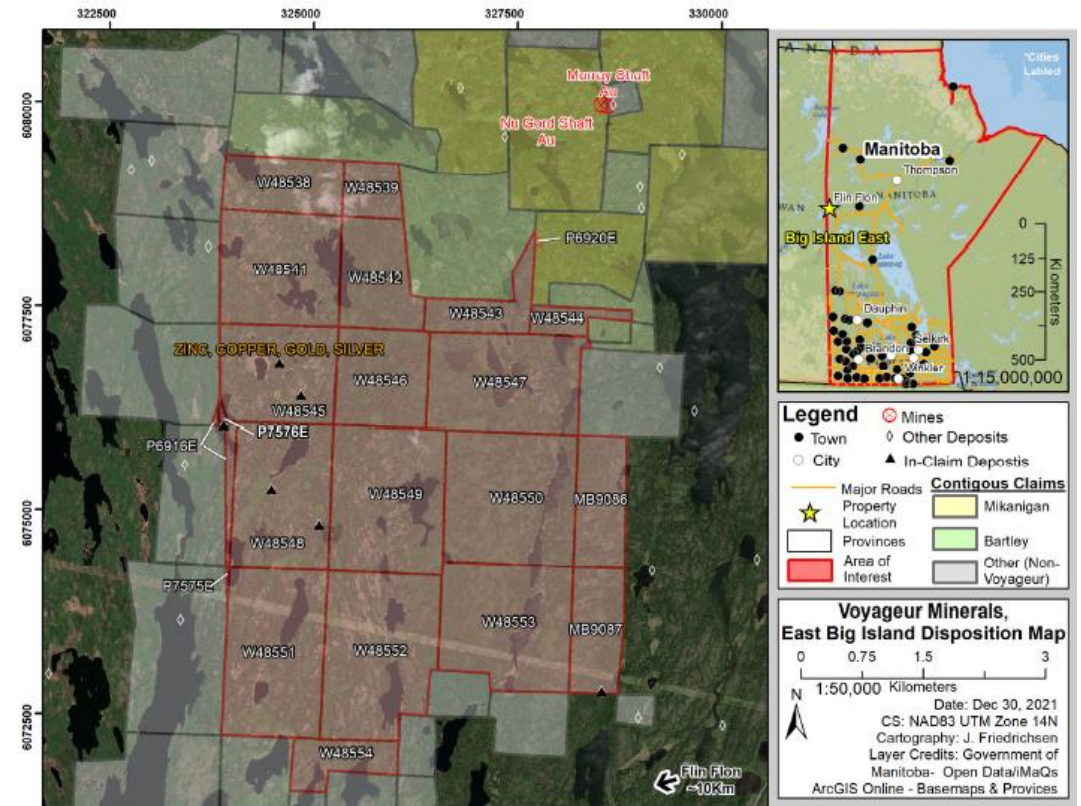 322500
325000
327500
330000
6080000
6077500
6075000
6072500
Murray Shaft
Au
Nu Gord Shaft
Au
W48538
W48539
P6920E
W48541
W48542
W48543
W48544
ZINC, COPPER, GOLD, SILVER
W48546
W48547
W48545
P7576E
P6916E
W48549
W48550
MB9086
W48548
P7575E
W48553
MB9087
W48551
W48552
W48554
Flin Flon
~10Km
*Cities
Labled
Manitoba
Thompson
Flin Flon
MANITOBA
Big Island East
Dauphin
Selkirk
Brandon
Winkler
0
125
250
500
Kilometers
1:15,000,000
Legend
Town
City
Major Roads
Property
Location
Provinces
Area of
Interest
Mines
Other Deposits
In-Claim Depostis
Contigous Claims
Mikanigan
Bartley
Other (Non-
Voyageur)
Voyageur Minerals,
East Big Island Disposition Map
0 0.75 1.5 3
1:50,000 Kilometers
N
Date: Dec 30, 2021
CS: NAD83 UTM Zone 14N
Cartography: J. Friedrichsen
Layer Credits: Government of
Manitoba- Open Data/iMaQs
ArcGIS Online - Basemaps & Provices